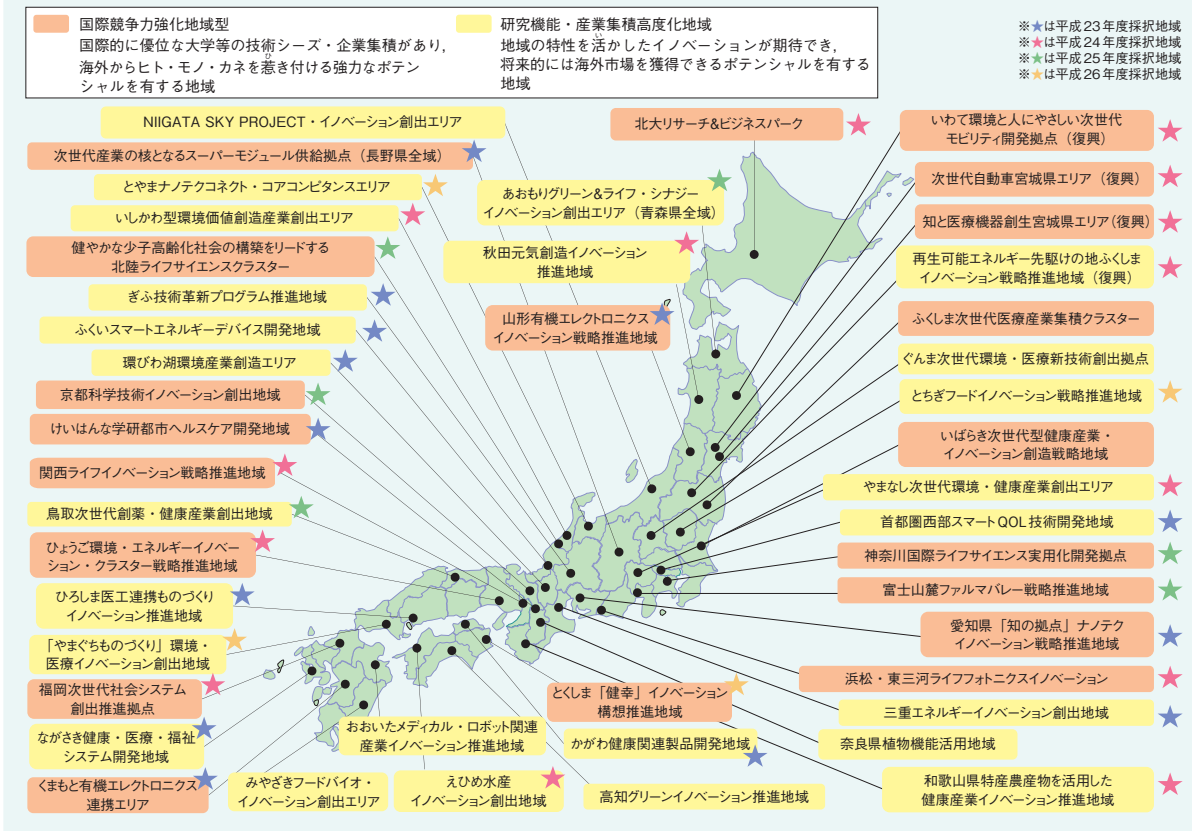 国際競争力強化地域型
国際的に優位な大学等の技術シーズ・企業集積があり,
海外からヒト・モノ・カネを惹き付ける強力なポテン
ひ
シャルを有する地域
研究機能・産業集積高度化地域
地域の特性を活かしたイノベーションが期待でき,
い
将来的には海外市場を獲得できるポテンシャルを有する
地域
※★は平成23年度採択地域
※★は平成24年度採択地域
※★は平成25年度採択地域
※★は平成26年度採択地域
NIIGATA SKY PROJECT・イノベーション創出エリア
次世代産業の核となるスーパーモジュール供給拠点（長野県全域）
とやまナノテクコネクト・コアコンピタンスエリア
いしかわ型環境価値創造産業創出エリア
健やかな少子高齢化社会の構築をリードする
北陸ライフサイエンスクラスター
ぎふ技術革新プログラム推進地域
ふくいスマートエネルギーデバイス開発地域
環びわ湖環境産業創造エリア
京都科学技術イノベーション創出地域
けいはんな学研都市ヘルスケア開発地域
関西ライフイノベーション戦略推進地域
鳥取次世代創薬・健康産業創出地域
ひょうご環境・エネルギーイノベー
ション・クラスター戦略推進地域
ひろしま医工連携ものづくり
イノベーション推進地域
「やまぐちものづくり」環境・
医療イノベーション創出地域
福岡次世代社会システム
創出推進拠点
ながさき健康・医療・福祉
システム開発地域
くまもと有機エレクトロニクス
連携エリア
北大リサーチ&ビジネスパーク
あおもりグリーン&ライフ・シナジー
イノベーション創出エリア（青森県全域）
秋田元気創造イノベーション
推進地域
山形有機エレクトロニクス
イノベーション戦略推進地域
いわて環境と人にやさしい次世代
モビリティ開発拠点（復興）
次世代自動車宮城県エリア（復興）
知と医療機器創生宮城県エリア（復興）
再生可能エネルギー先駆けの地ふくしま
イノベーション戦略推進地域（復興）
ふくしま次世代医療産業集積クラスター
ぐんま次世代環境・医療新技術創出拠点
とちぎフードイノベーション戦略推進地域
いばらき次世代型健康産業・
イノベーション創造戦略地域
やまなし次世代環境・健康産業創出エリア
首都圏西部スマートQOL技術開発地域
神奈川国際ライフサイエンス実用化開発拠点
富士山麓ファルマバレー戦略推進地域
愛知県「知の拠点」ナノテク
イノベーション戦略推進地域
浜松・東三河ライフフォトニクスイノベーション
三重エネルギーイノベーション創出地域
奈良県植物機能活用地域
和歌山県特産農産物を活用した
健康産業イノベーション推進地域
とくしま「健幸」イノベーション
構想推進地域
おおいたメディカル・ロボット関連
産業イノベーション推進地域
かがわ健康関連製品開発地域
みやざきフードバイオ・
イノベーション創出エリア
えひめ水産
イノベーション創出地域
高知グリーンイノベーション推進地域